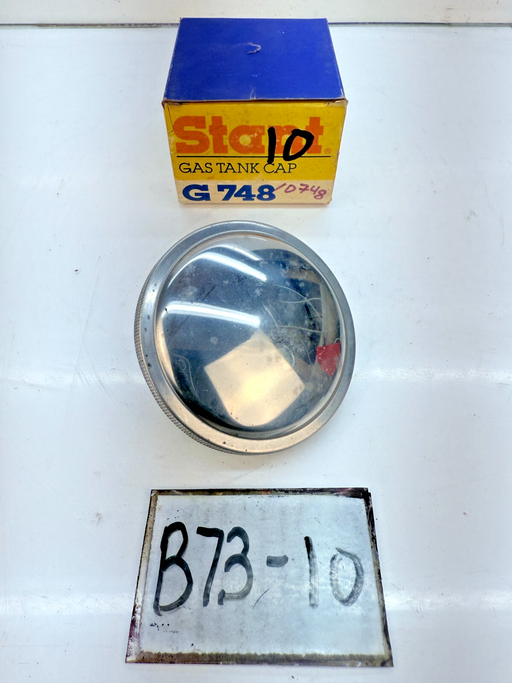 Stant®
10
GAS TANK CAP
G 748 10748
B73-10